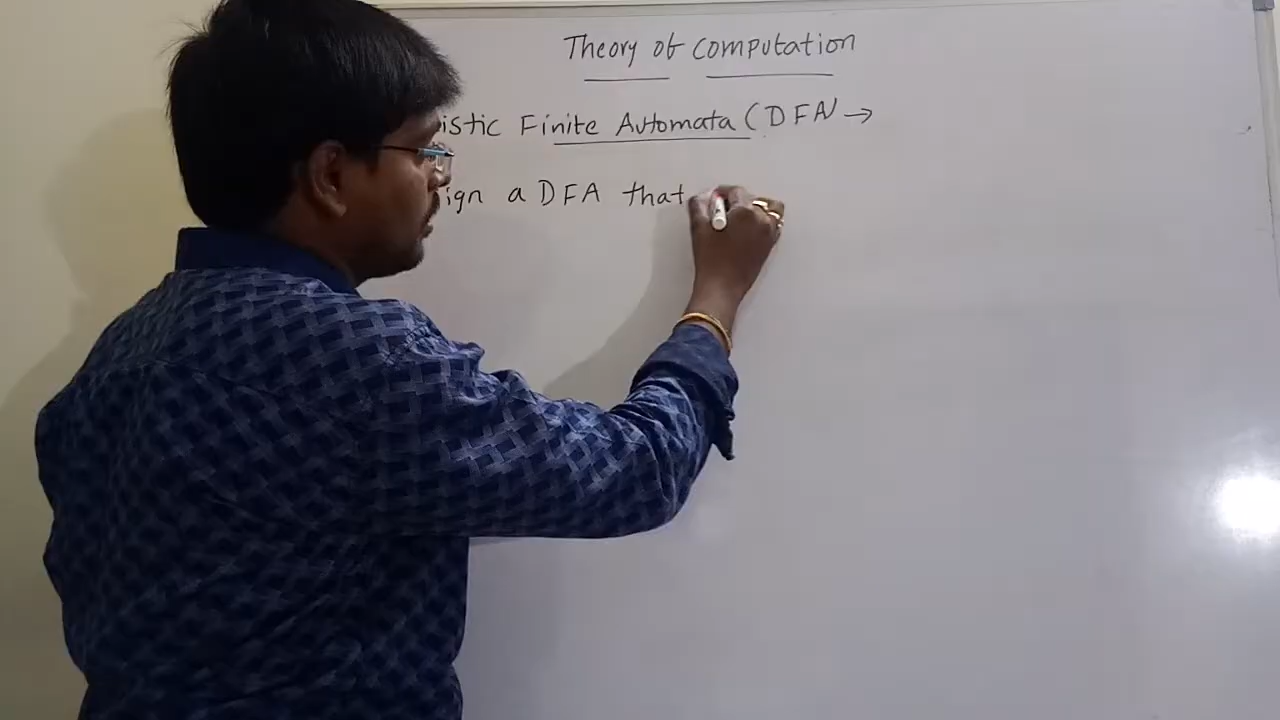 Theory of computation
istic Finite Automata (DFA) →
ign a DFA that